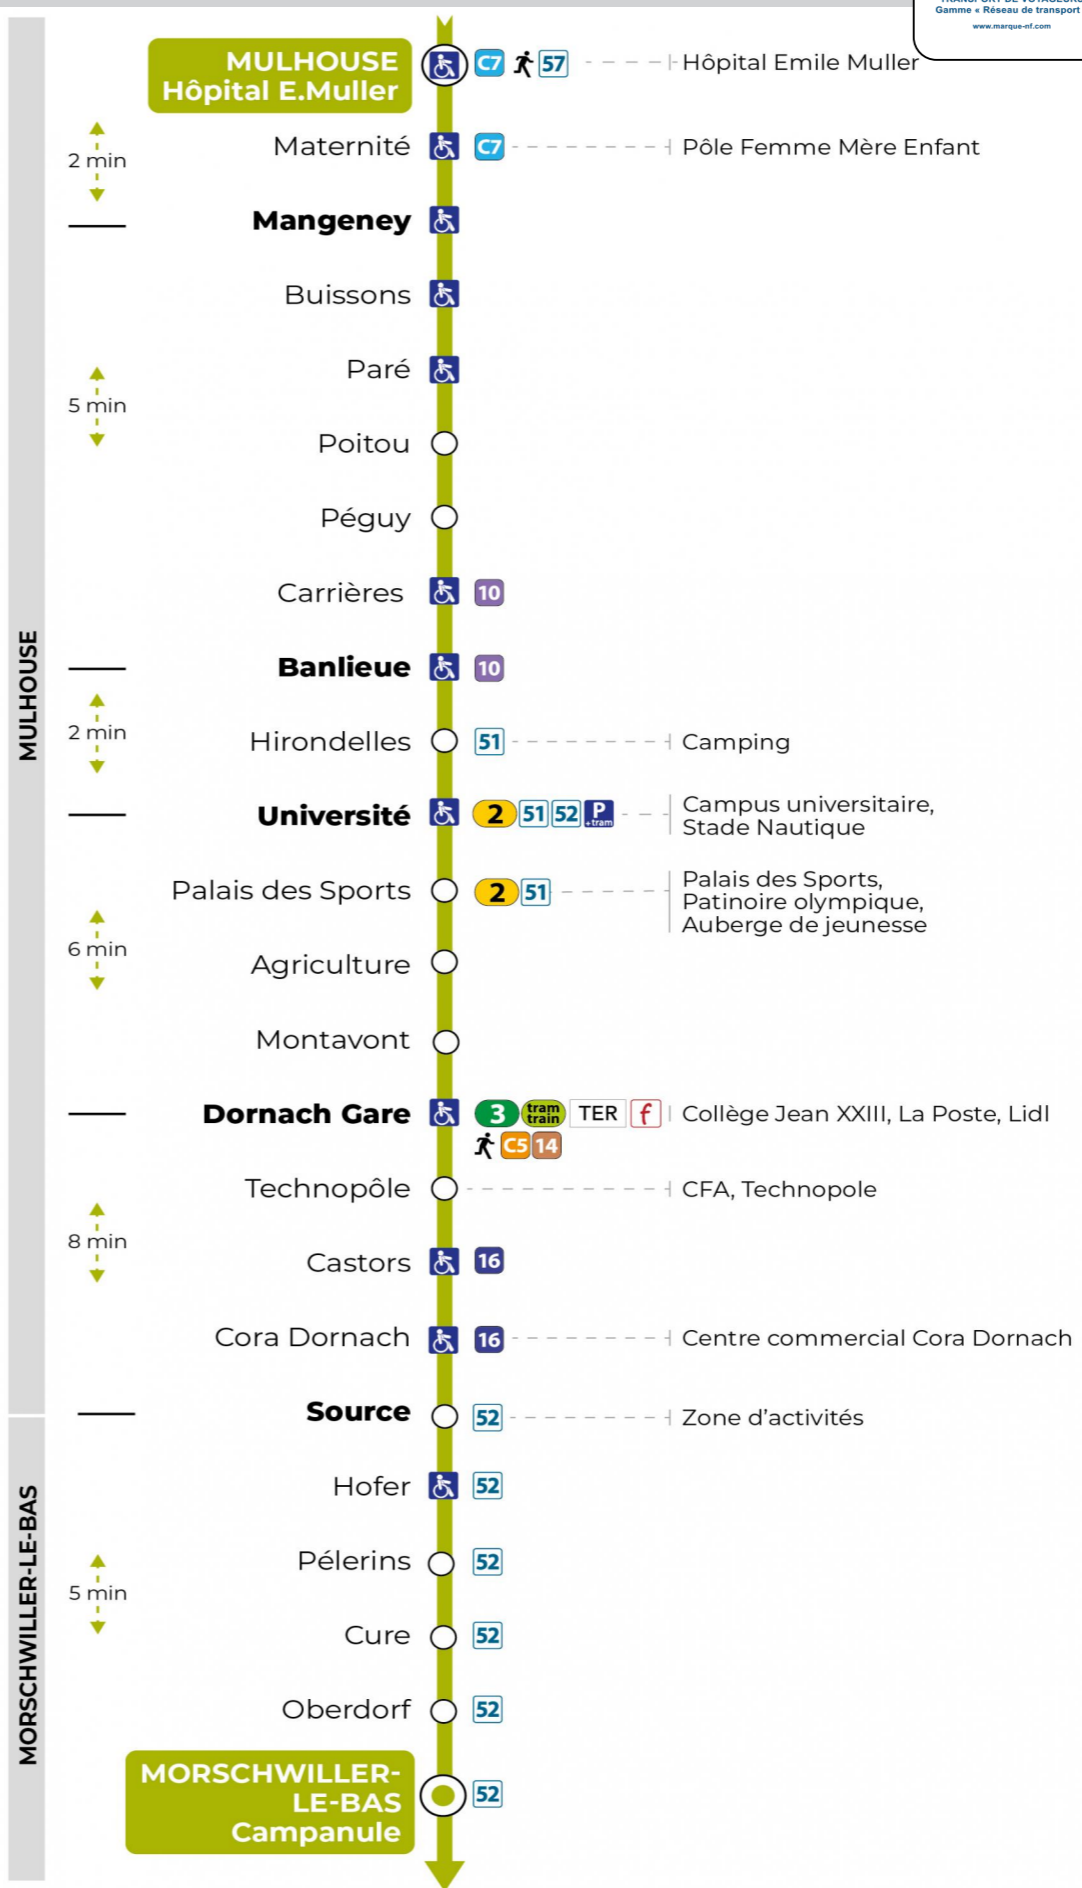 TRANSPORT DE VOYAGEURS
Gamme « Réseau de transport
www.marque-nf.com
MULHOUSE
Hôpital E.Muller
C7 57
Hôpital Emile Muller
Maternité
C7
Pôle Femme Mère Enfant
2 min
Mangeney
Buissons
Paré
5 min
Poitou
Péguy
Carrières
10
Banlieue
10
MULHOUSE
2 min
Hirondelles
51
Camping
Université
2 51 52 P
+tram
Campus universitaire,
Stade Nautique
Palais des Sports
2 51
Palais des Sports,
Patinoire olympique,
Auberge de jeunesse
6 min
Agriculture
Montavont
Dornach Gare
3 tram train TER f
C5 14
Collège Jean XXIII, La Poste, Lidl
Technopôle
CFA, Technopole
8 min
Castors
16
Cora Dornach
16
Centre commercial Cora Dornach
Source
52
Zone d'activités
Hofer
52
MORSCHWILLER-LE-BAS
Pélerins
52
5 min
Cure
52
Oberdorf
52
MORSCHWILLER-
LE-BAS
Campanule
52